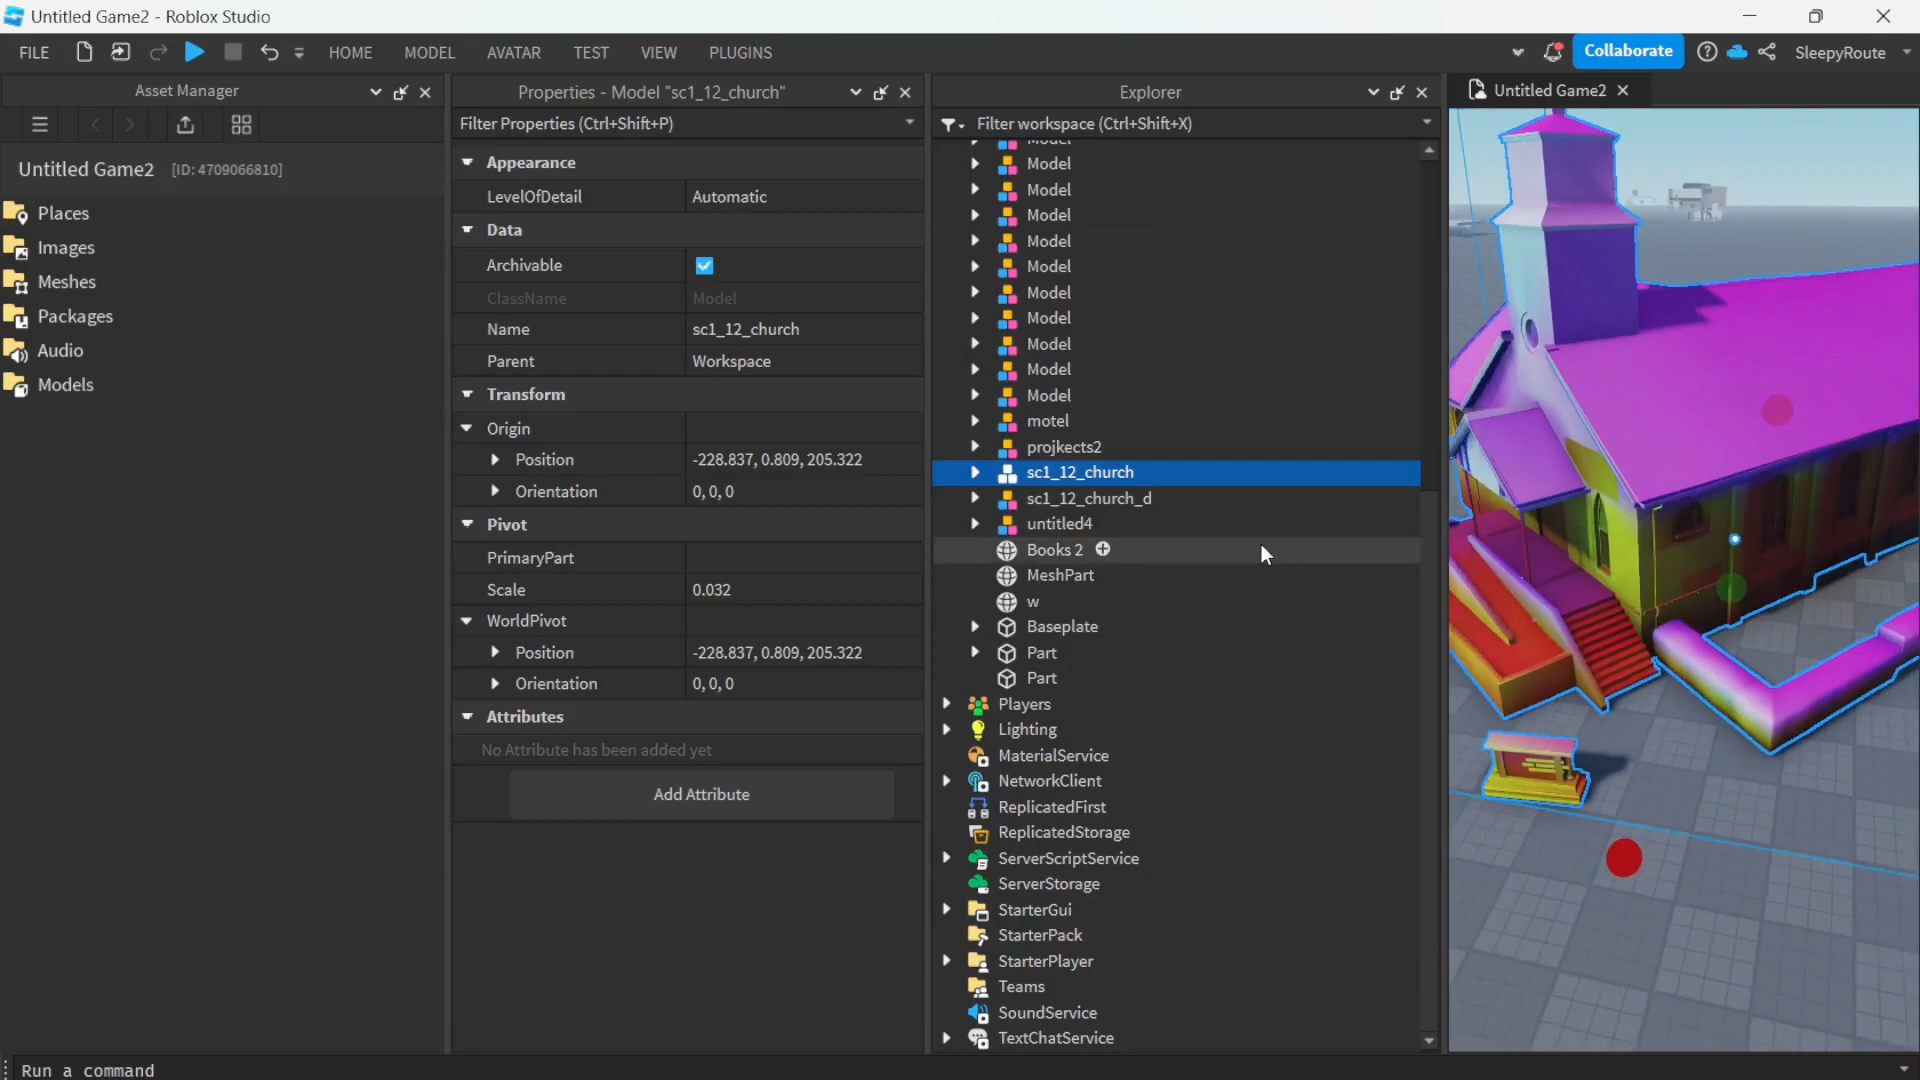 Untitled Game2 - Roblox Studio
FILE HOME MODEL AVATAR TEST VIEW PLUGINS Collaborate SleepyRoute
Asset Manager
Untitled Game2 [ID: 4709066810]
Places
Images
Meshes
Packages
Audio
Models
Properties - Model "sc1_12_church"
Filter Properties (Ctrl+Shift+P)
Appearance
LevelOfDetail Automatic
Data
Archivable
ClassName Model
Name sc1_12_church
Parent Workspace
Transform
Origin
Position -228.837, 0.809, 205.322
Orientation 0, 0, 0
Pivot
PrimaryPart
Scale 0.032
WorldPivot
Position -228.837, 0.809, 205.322
Orientation 0, 0, 0
Attributes
No Attribute has been added yet
Add Attribute
Explorer
Filter workspace (Ctrl+Shift+X)
Model
Model
Model
Model
Model
Model
Model
Model
Model
Model
Model
motel
projkects2
sc1_12_church
sc1_12_church_d
untitled4
Books 2
MeshPart
w
Baseplate
Part
Part
Players
Lighting
MaterialService
NetworkClient
ReplicatedFirst
ReplicatedStorage
ServerScriptService
ServerStorage
StarterGui
StarterPack
StarterPlayer
Teams
SoundService
TextChatService
Untitled Game2
Run a command